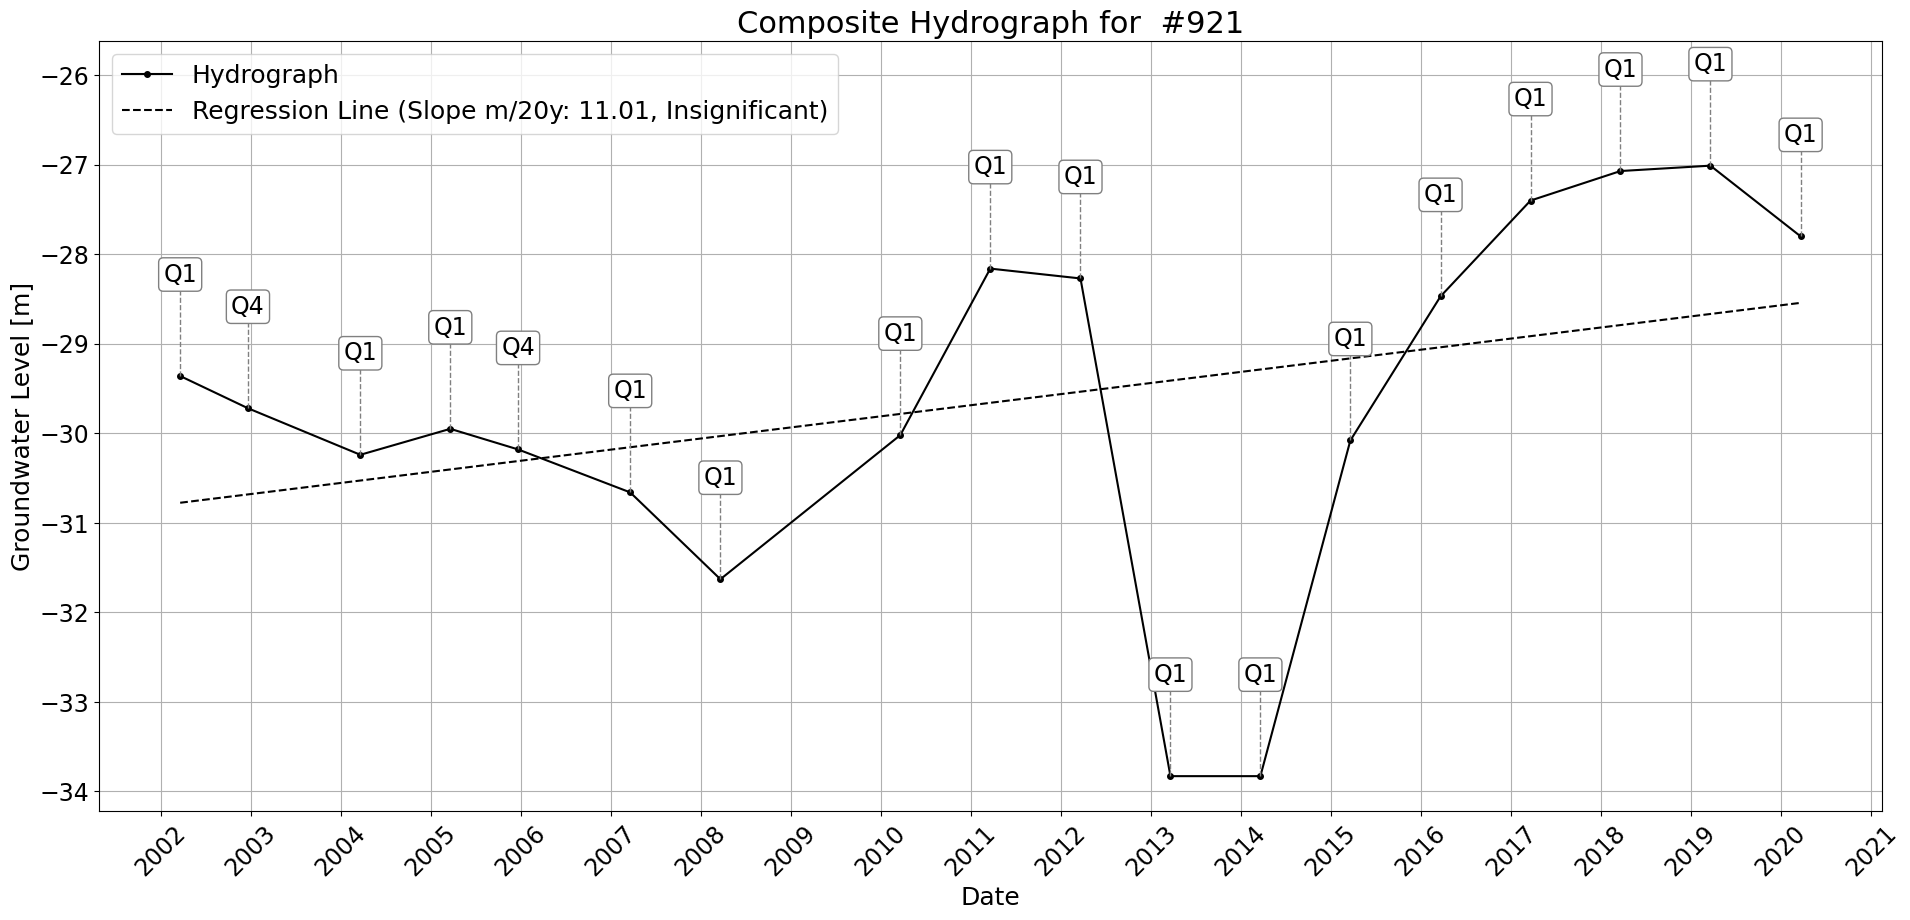 Composite Hydrograph for  #921
Hydrograph
Regression Line (Slope m/20y: 11.01, Insignificant)
Groundwater Level [m]
−26
−27
−28
−29
−30
−31
−32
−33
−34
Q1
Q4
Q1
Q1
Q4
Q1
Q1
Q1
Q1
Q1
Q1
Q1
Q1
Q1
Q1
Q1
Q1
Q1
2002
2003
2004
2005
2006
2007
2008
2009
2010
2011
2012
2013
2014
2015
2016
2017
2018
2019
2020
2021
Date